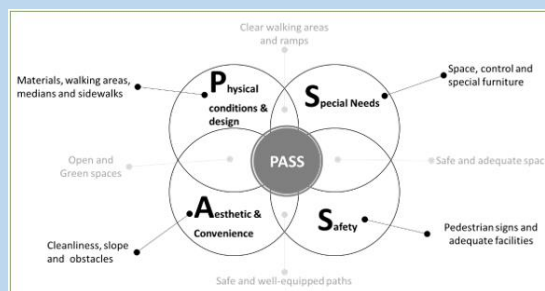 Clear walking areas
and ramps
Materials, walking areas,
medians and sidewalks
Physical
conditions &
design
Special Needs
Space, control and
special furniture
Open and
Green spaces
PASS
Safe and adequate spac
Aesthetic &
Convenience
Safety
Cleanliness, slope
and obstacles
Pedestrian signs and
adequate facilities
Safe and well-equipped paths